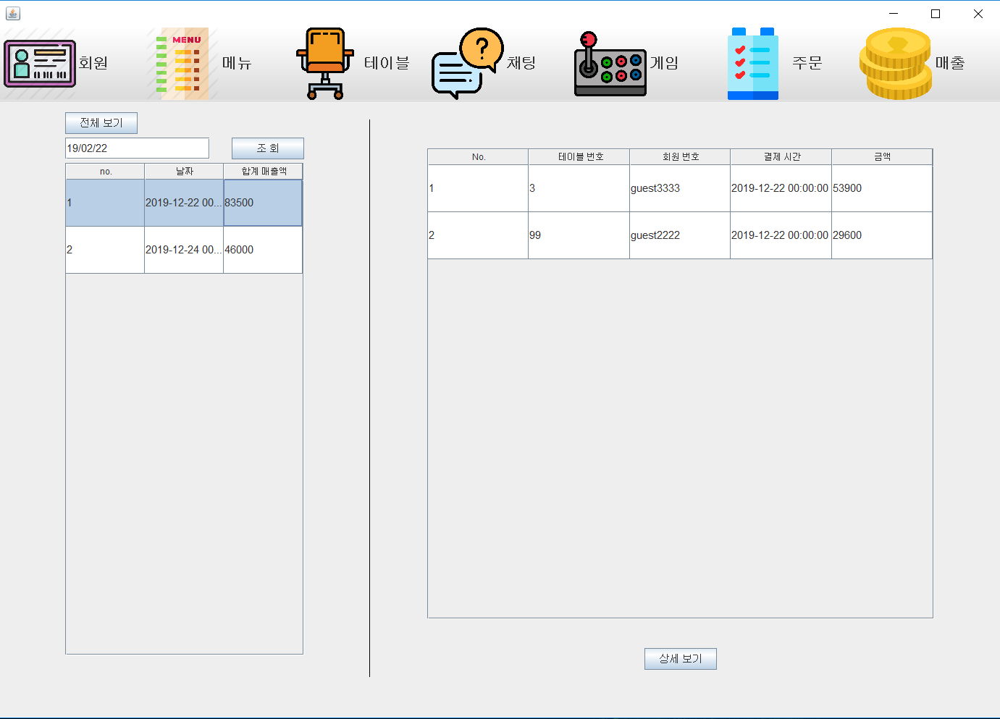 회원 MENU 메뉴 테이블 ? 채팅 게임 주문 매출
전체 보기
19/02/22 조 회
no. 날짜 합계 매출액
1 2019-12-22 00... 83500
2 2019-12-24 00... 46000
No. 테이블 번호 회원 번호 결제 시간 금액
1 3 guest3333 2019-12-22 00:00:00 53900
2 99 guest2222 2019-12-22 00:00:00 29600
상세 보기